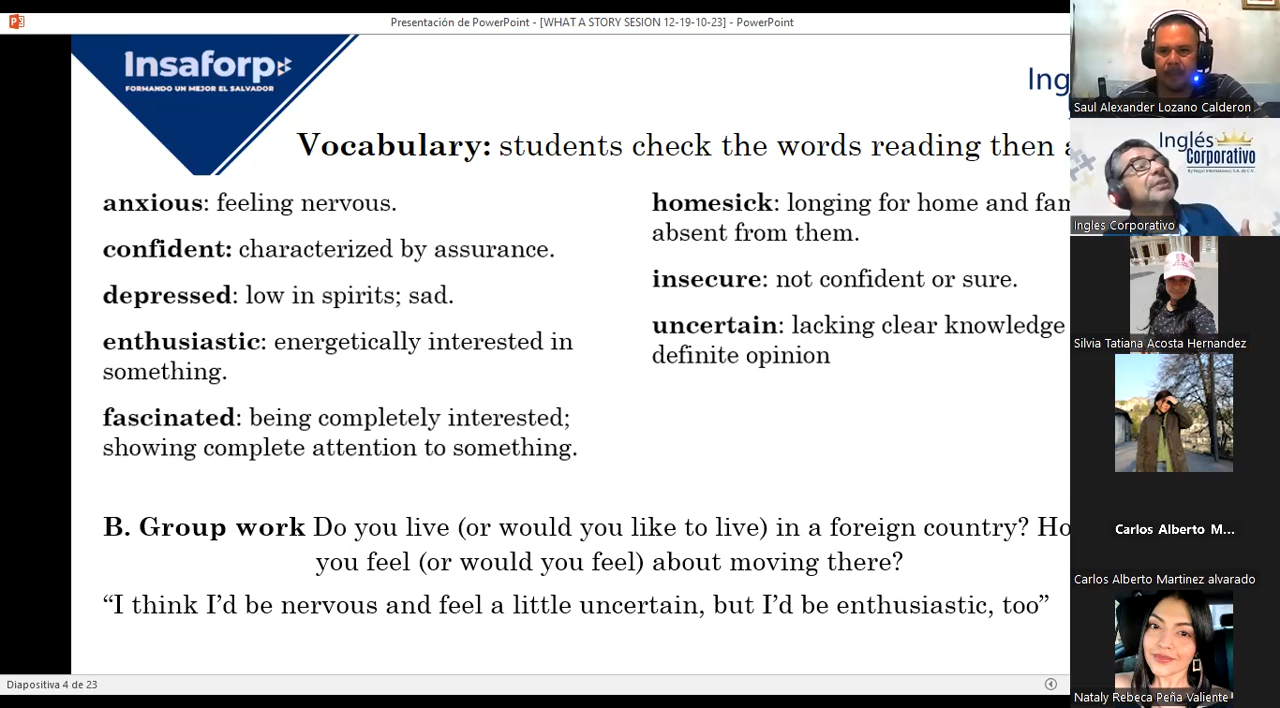 Presentación de PowerPoint - [WHAT A STORY SESION 12-19-10-23] - PowerPoint
Insaforp
FORMANDO UN MEJOR EL SALVADOR
Ing
Vocabulary: students check the words reading then a
anxious: feeling nervous.
confident: characterized by assurance.
depressed: low in spirits; sad.
enthusiastic: energetically interested in
something.
fascinated: being completely interested;
showing complete attention to something.
homesick: longing for home and fam
absent from them.
insecure: not confident or sure.
uncertain: lacking clear knowledge
definite opinion
B. Group work Do you live (or would you like to live) in a foreign country? Ho
you feel (or would you feel) about moving there?
“I think I’d be nervous and feel a little uncertain, but I’d be enthusiastic, too”
Diapositiva 4 de 23
Saul Alexander Lozano Calderon
Inglés
Corporativo
Ingles Corporativo
Silvia Tatiana Acosta Hernandez
Carlos Alberto M...
Carlos Alberto Martinez alvarado
Nataly Rebeca Peña Valiente